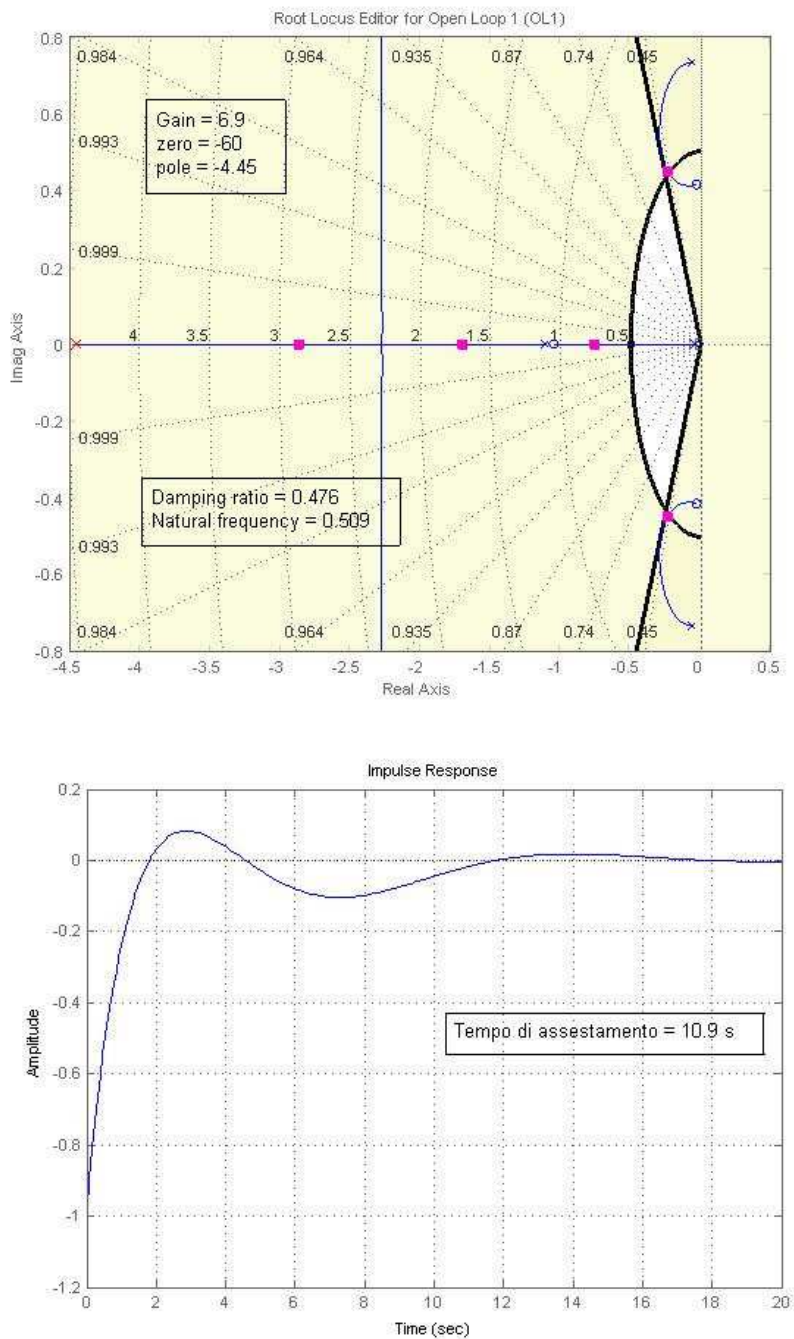 Root Locus Editor for Open Loop 1 (OL1)
0.8
0.984 0.964 0.935 0.87 0.74 0.45
0.6
Gain = 6.9
zero = -60
pole = -4.45
0.993
0.4
0.999
0.2
4 3.5 3 2.5 2 1.5 1 0.5
0
Imag Axis
-0.2
0.999
-0.4
Damping ratio = 0.476
Natural frequency = 0.509
0.993
-0.6
0.984 0.964 0.935 0.87 0.74 0.45
-0.8
-4.5 -4 -3.5 -3 -2.5 -2 -1.5 -1 -0.5 0 0.5
Real Axis
Impulse Response
0.2
0
-0.2
-0.4
Tempo di assestamento = 10.9 s
Amplitude
-0.6
-0.8
-1
-1.2
0 2 4 6 8 10 12 14 16 18 20
Time (sec)